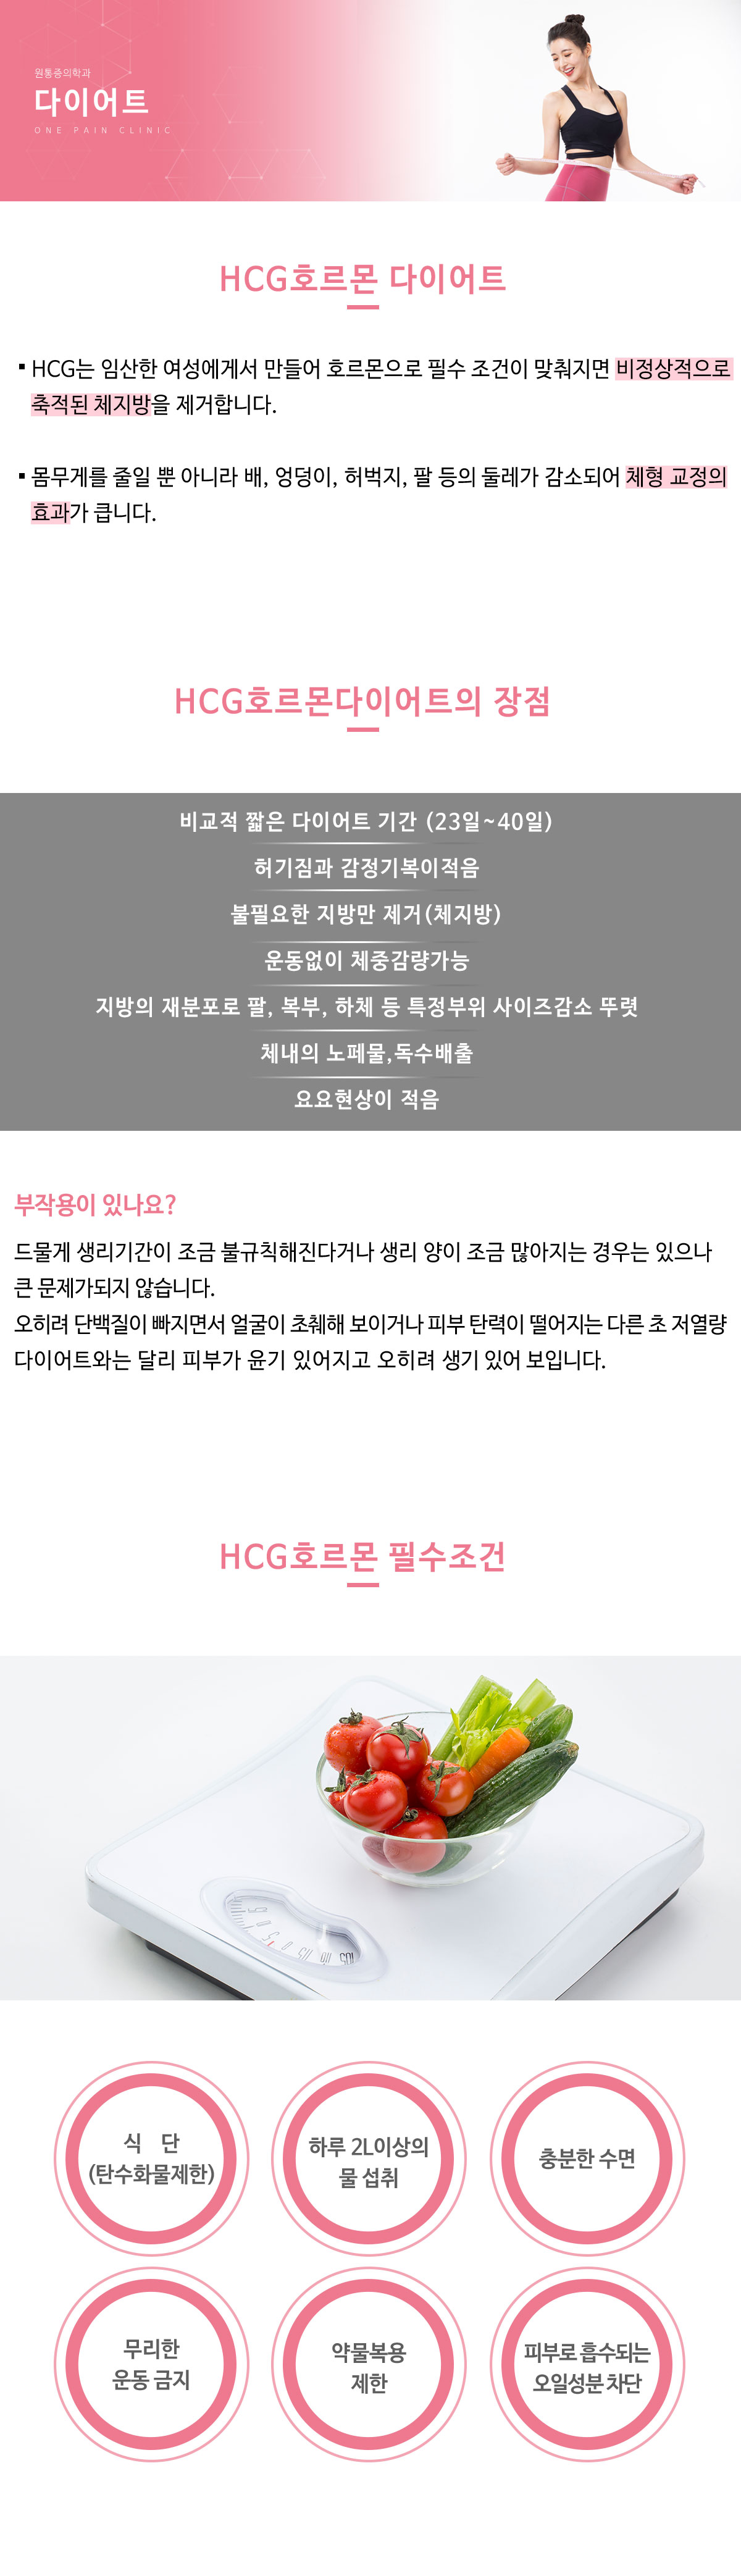 원통증의학과
다이어트
ONE PAIN CLINIC
HCG호르몬 다이어트
▪ HCG는 임산한 여성에게서 만들어 호르몬으로 필수 조건이 맞춰지면 비정상적으로
축적된 체지방을 제거합니다.
▪ 몸무게를 줄일 뿐 아니라 배, 엉덩이, 허벅지, 팔 등의 둘레가 감소되어 체형 교정의
효과가 큽니다.
HCG호르몬다이어트의 장점
비교적 짧은 다이어트 기간 (23일~40일)
허기짐과 감정기복이적음
불필요한 지방만 제거(체지방)
운동없이 체중감량가능
지방의 재분포로 팔, 복부, 하체 등 특정부위 사이즈감소 뚜렷
체내의 노폐물,독수배출
요요현상이 적음
부작용이 있나요?
드물게 생리기간이 조금 불규칙해진다거나 생리 양이 조금 많아지는 경우는 있으나
큰 문제가되지 않습니다.
오히려 단백질이 빠지면서 얼굴이 초췌해 보이거나 피부 탄력이 떨어지는 다른 초 저열량
다이어트와는 달리 피부가 윤기 있어지고 오히려 생기 있어 보입니다.
HCG호르몬 필수조건
식 단
(탄수화물제한)
하루 2L이상의
물 섭취
충분한 수면
무리한
운동 금지
약물복용
제한
피부로 흡수되는
오일성분 차단